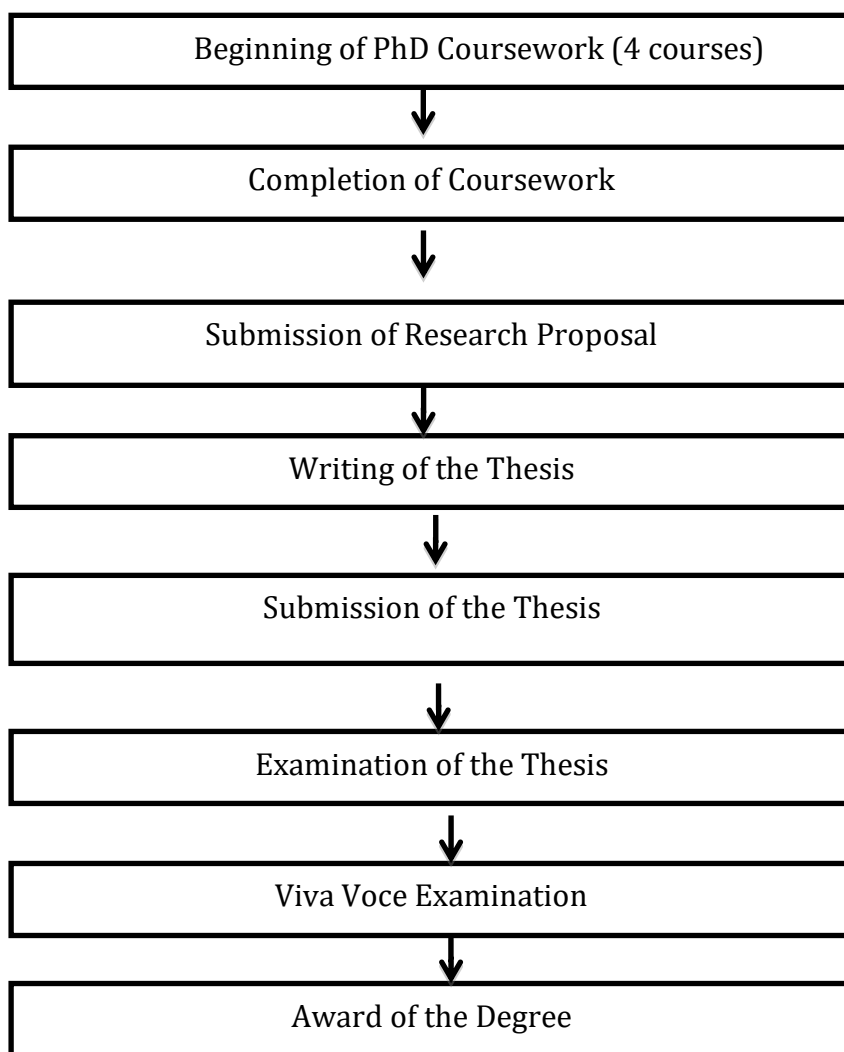 Beginning of PhD Coursework (4 courses)
Completion of Coursework
Submission of Research Proposal
Writing of the Thesis
Submission of the Thesis
Examination of the Thesis
Viva Voce Examination
Award of the Degree